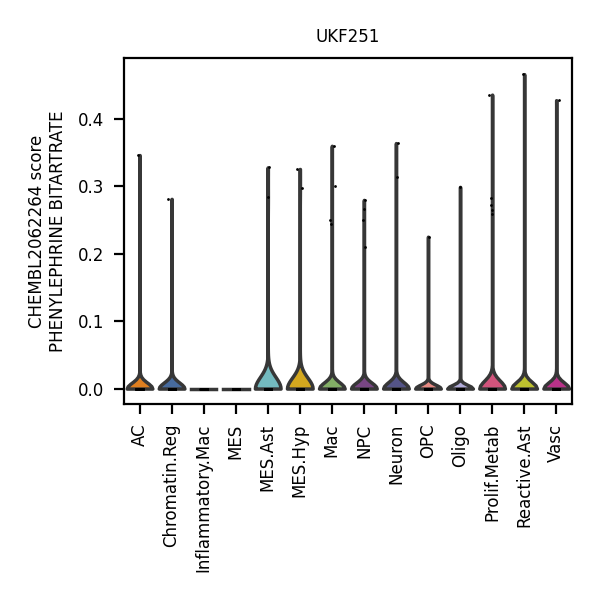 UKF251
CHEMBL2062264 score
PHENYLEPHRINE BITARTRATE
0.4
0.3
0.2
0.1
0.0
AC
Chromatin.Reg
Inflammatory.Mac
MES
MES.Ast
MES.Hyp
Mac
NPC
Neuron
OPC
Oligo
Prolif.Metab
Reactive.Ast
Vasc